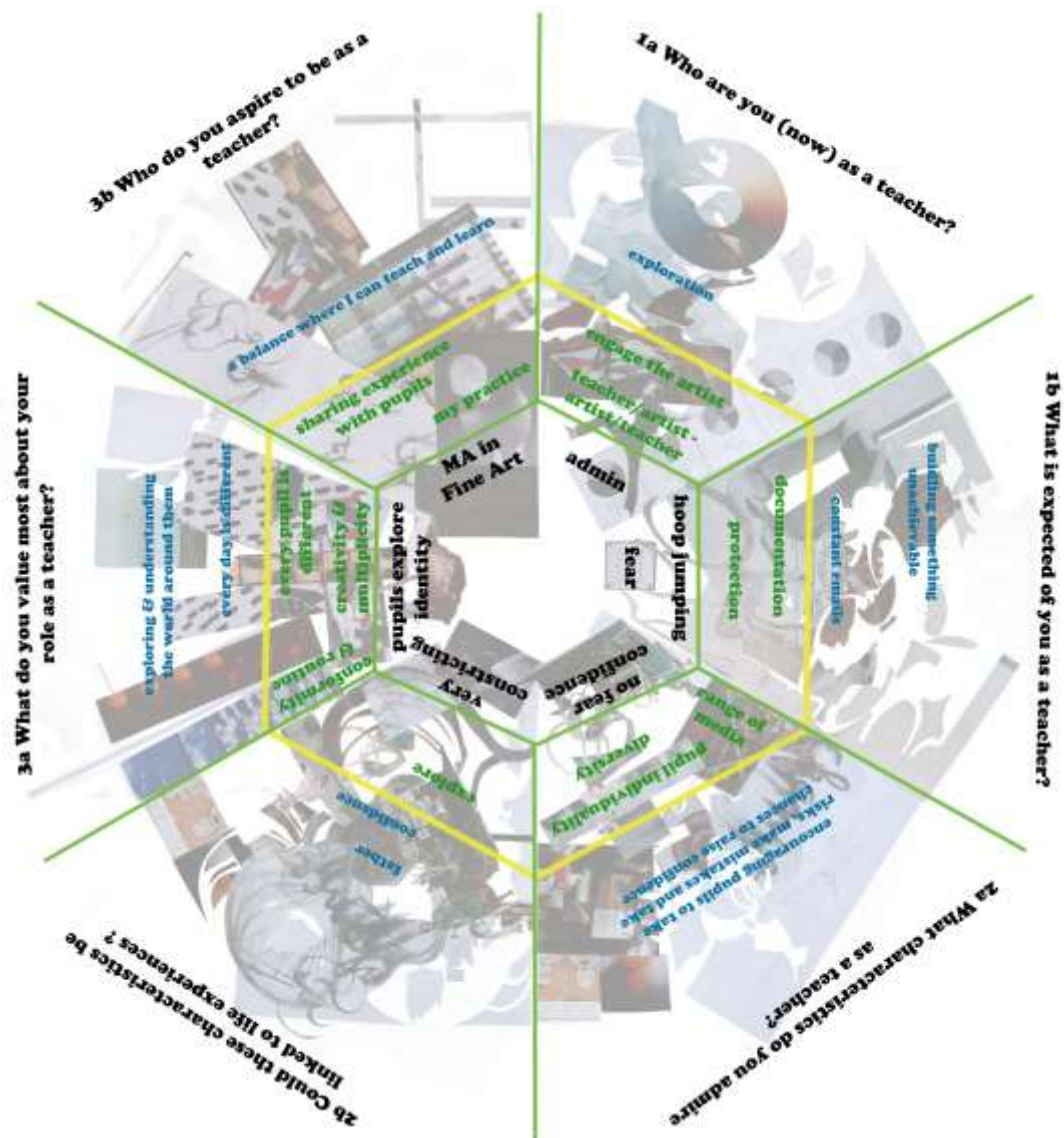 1a Who are you (now) as a teacher?
exploration
engage the artist
teacher/artist -
artist/teacher
admin
1b What is expected of you as a teacher?
building something
unachievable
constant emails
documentation
protection
hoop jumping
fear
2a What characteristics do you admire
as a teacher?
encouraging pupils to take
risks, make mistakes and take
chances to raise confidence
range of
media
pupil individuality
diversity
no fear
confidence
2b Could these characteristics be
linked to life experiences ?
father
confidence
explore
very
constricting
3a What do you value most about your
role as a teacher?
exploring & understanding
the world around them
every day is different
every pupil is
different
creativity &
multiplicity
conformity
& routine
pupils explore
identity
3b Who do you aspire to be as a
teacher?
a balance where I can teach and learn
sharing experience
with pupils
my practice
MA in
Fine Art